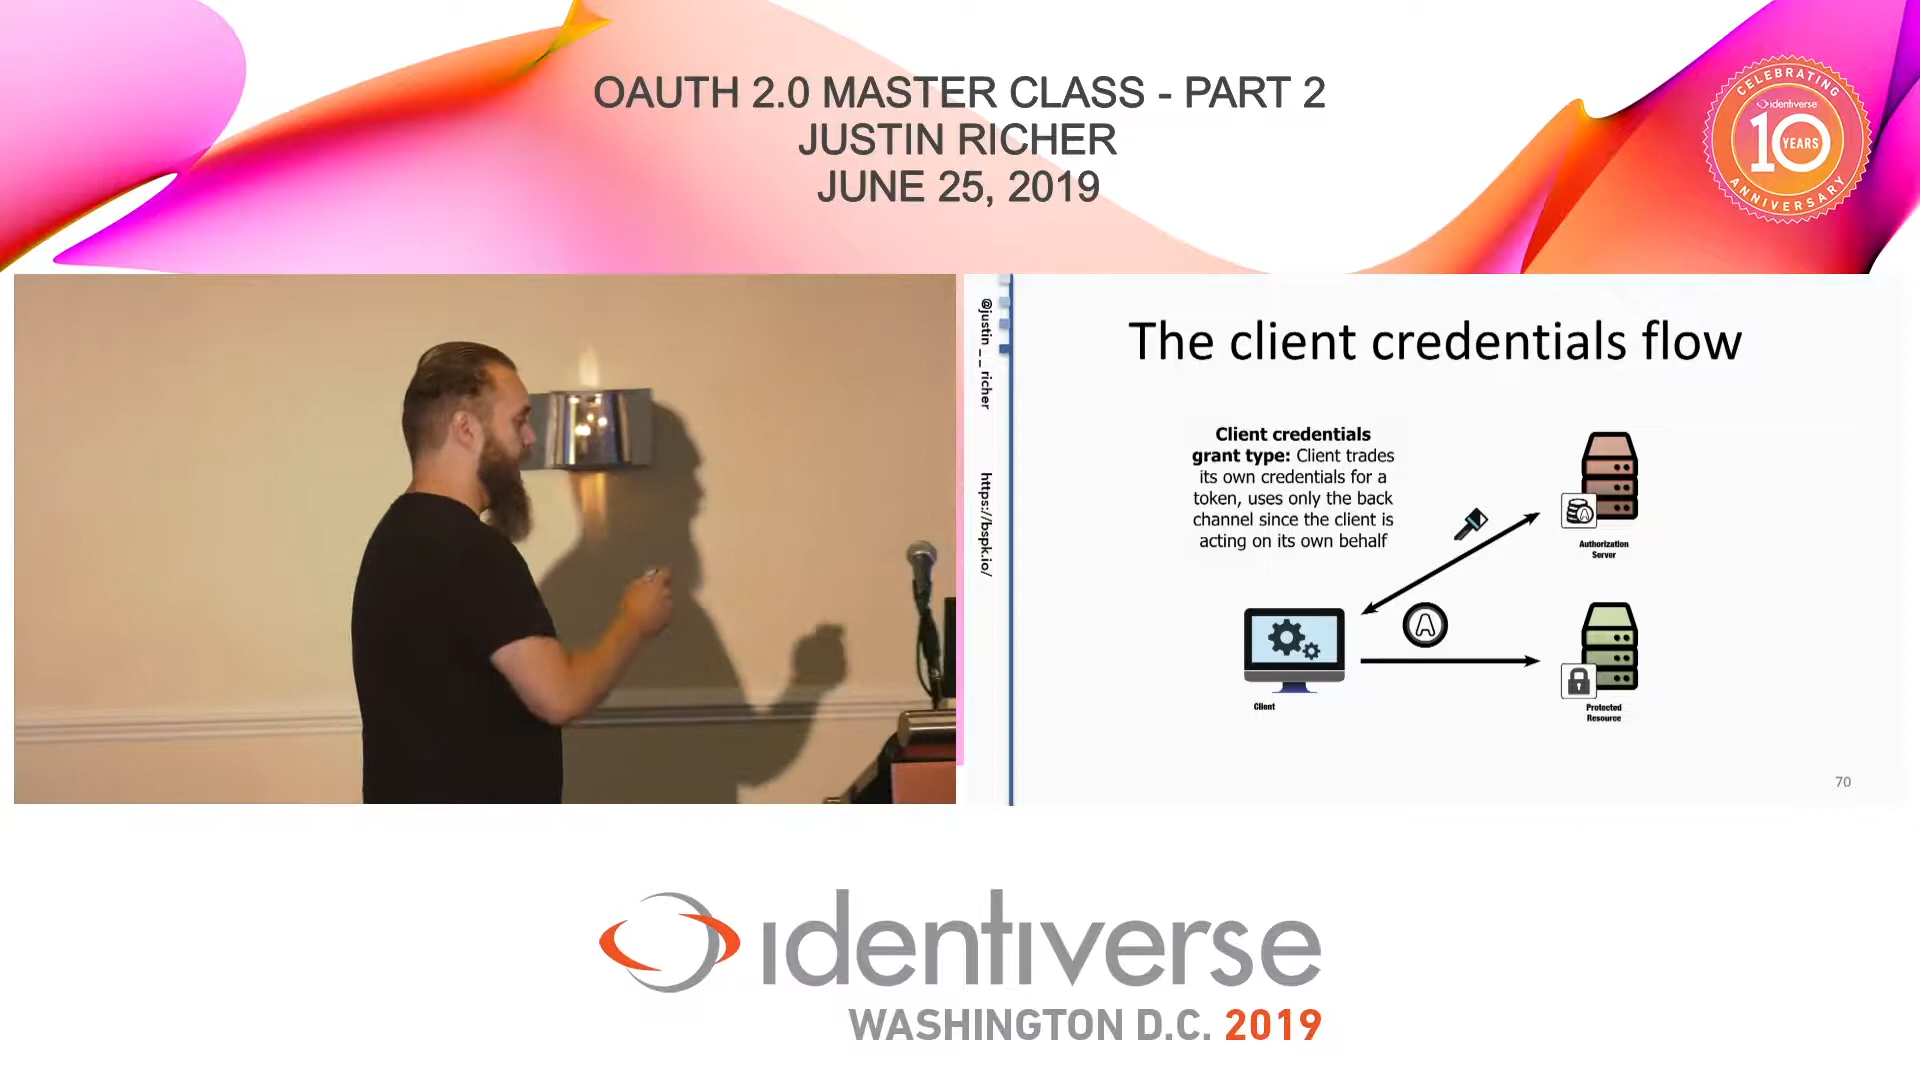 OAUTH 2.0 MASTER CLASS - PART 2
JUSTIN RICHER
JUNE 25, 2019
CELEBRATING
identiverse
10
YEARS
ANNIVERSARY
@justin__richer
https://bspk.io/
The client credentials flow
Client credentials
grant type: Client trades
its own credentials for a
token, uses only the back
channel since the client is
acting on its own behalf
A
Authorization
Server
A
Client
Protected
Resource
70
identiverse
WASHINGTON D.C. 2019